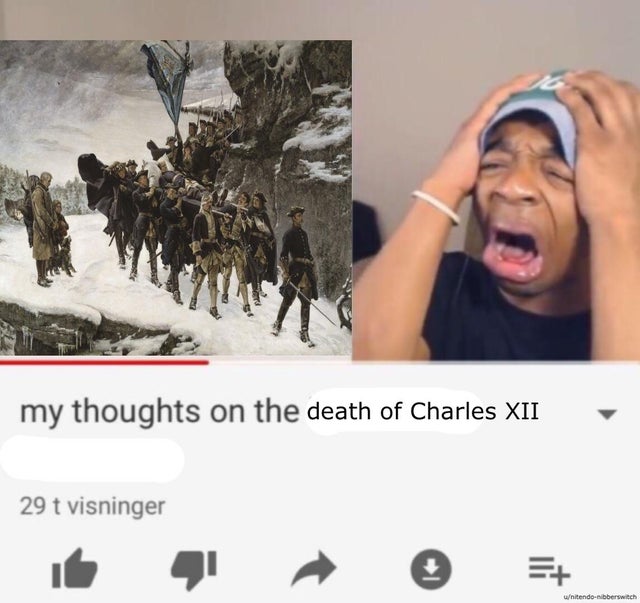 my thoughts on the death of Charles XII
29 t visninger
u/nitendo-nibberswitch